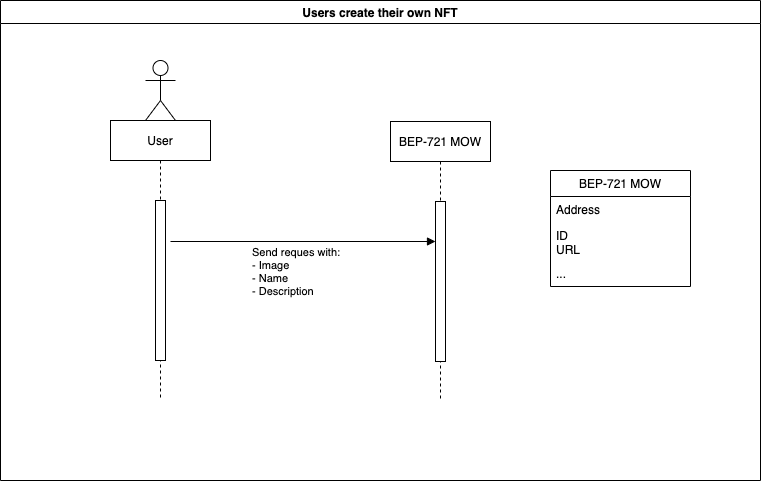 Users create their own NFT
User
BEP-721 MOW
BEP-721 MOW
Address
ID
URL
...
Send reques with:
- Image
- Name
- Description